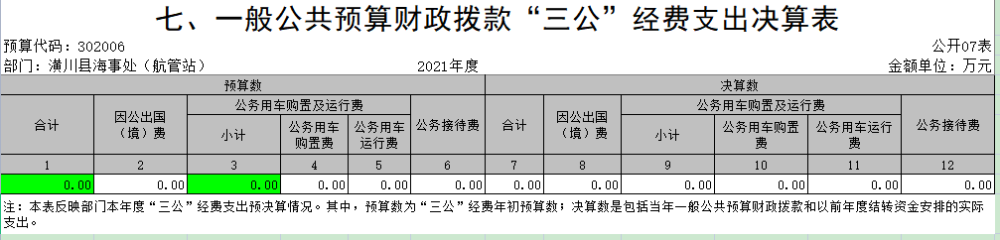 七、一般公共预算财政拨款“三公”经费支出决算表
预算代码：302006
公开07表
部门：潢川县海事处（航管站）
2021年度
金额单位：万元
预算数
决算数
合计
因公出国
（境）费
公务用车购置及运行费
公务接待费
合计
因公出国
（境）费
公务用车购置及运行费
公务接待费
小计
公务用车
购置费
公务用车
运行费
小计
公务用车购置
费
公务用车运行
费
1 2 3 4 5 6 7 8 9 10 11 12
0.00 0.00 0.00 0.00 0.00 0.00 0.00 0.00 0.00 0.00 0.00 0.00
注：本表反映部门本年度“三公”经费支出预决算情况。其中，预算数为“三公”经费年初预算数；决算数是包括当年一般公共预算财政拨款和以前年度结转资金安排的实际
支出。